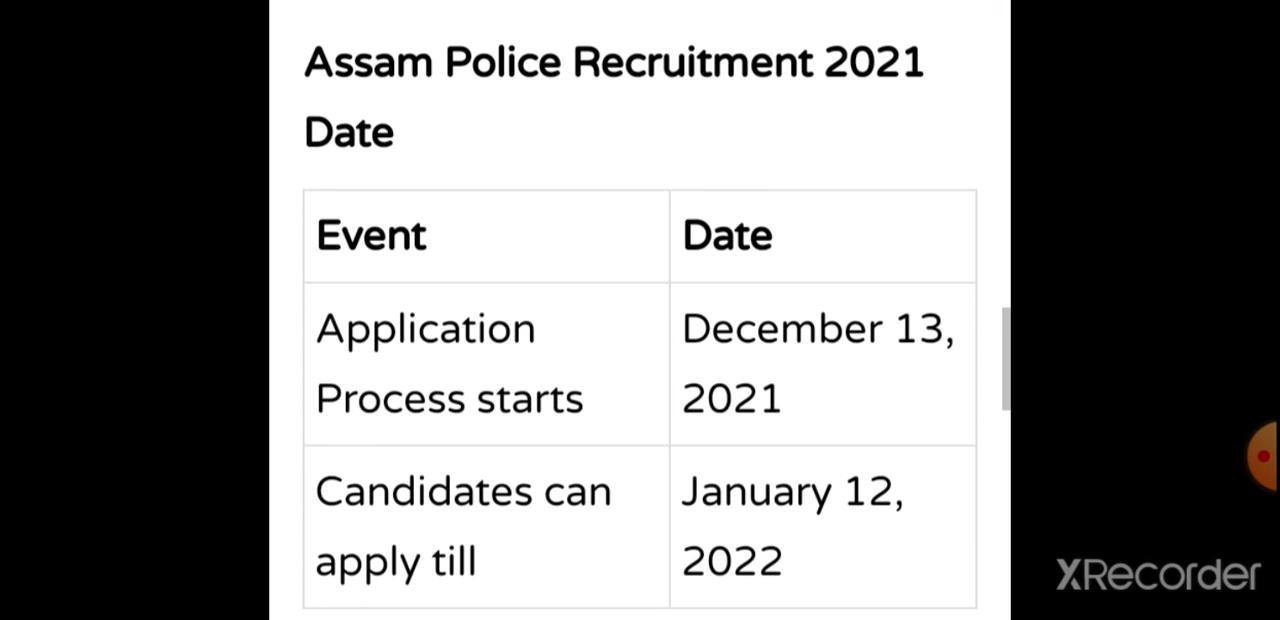 Assam Police Recruitment 2021
Date
Event
Date
Application
Process starts
December 13,
2021
Candidates can
apply till
January 12,
2022
XRecorder